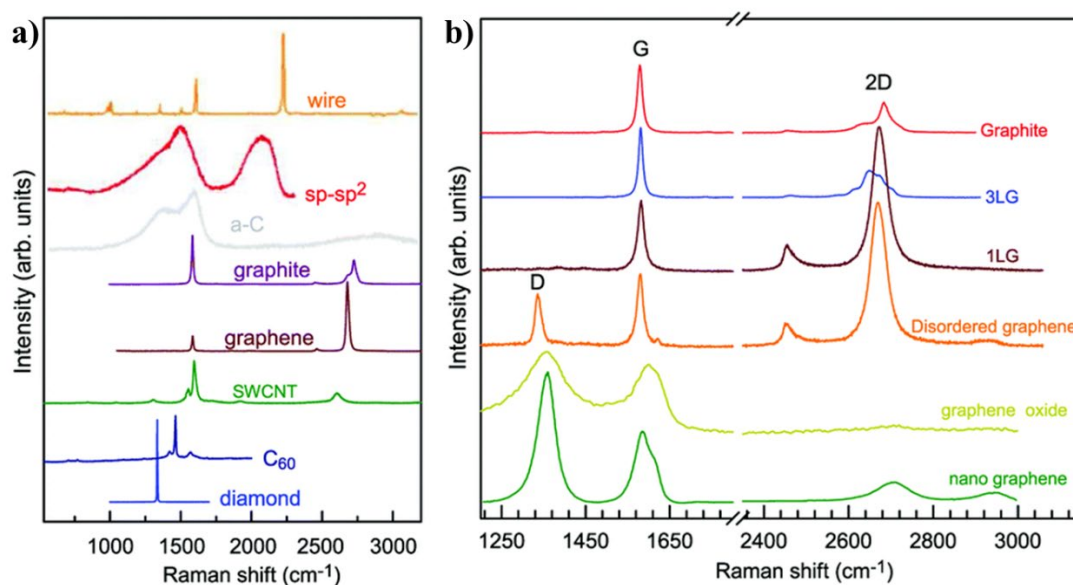 a)
Intensity (arb. units)
wire
sp-sp²
a-C
graphite
graphene
SWCNT
C₆₀
diamond
1000 1500 2000 2500 3000
Raman shift (cm⁻¹)
b)
Intensity (arb. units)
G
2D
D
Graphite
3LG
1LG
Disordered graphene
graphene oxide
nano graphene
1250 1450 1650 2400 2600 2800 3000
Raman shift (cm⁻¹)